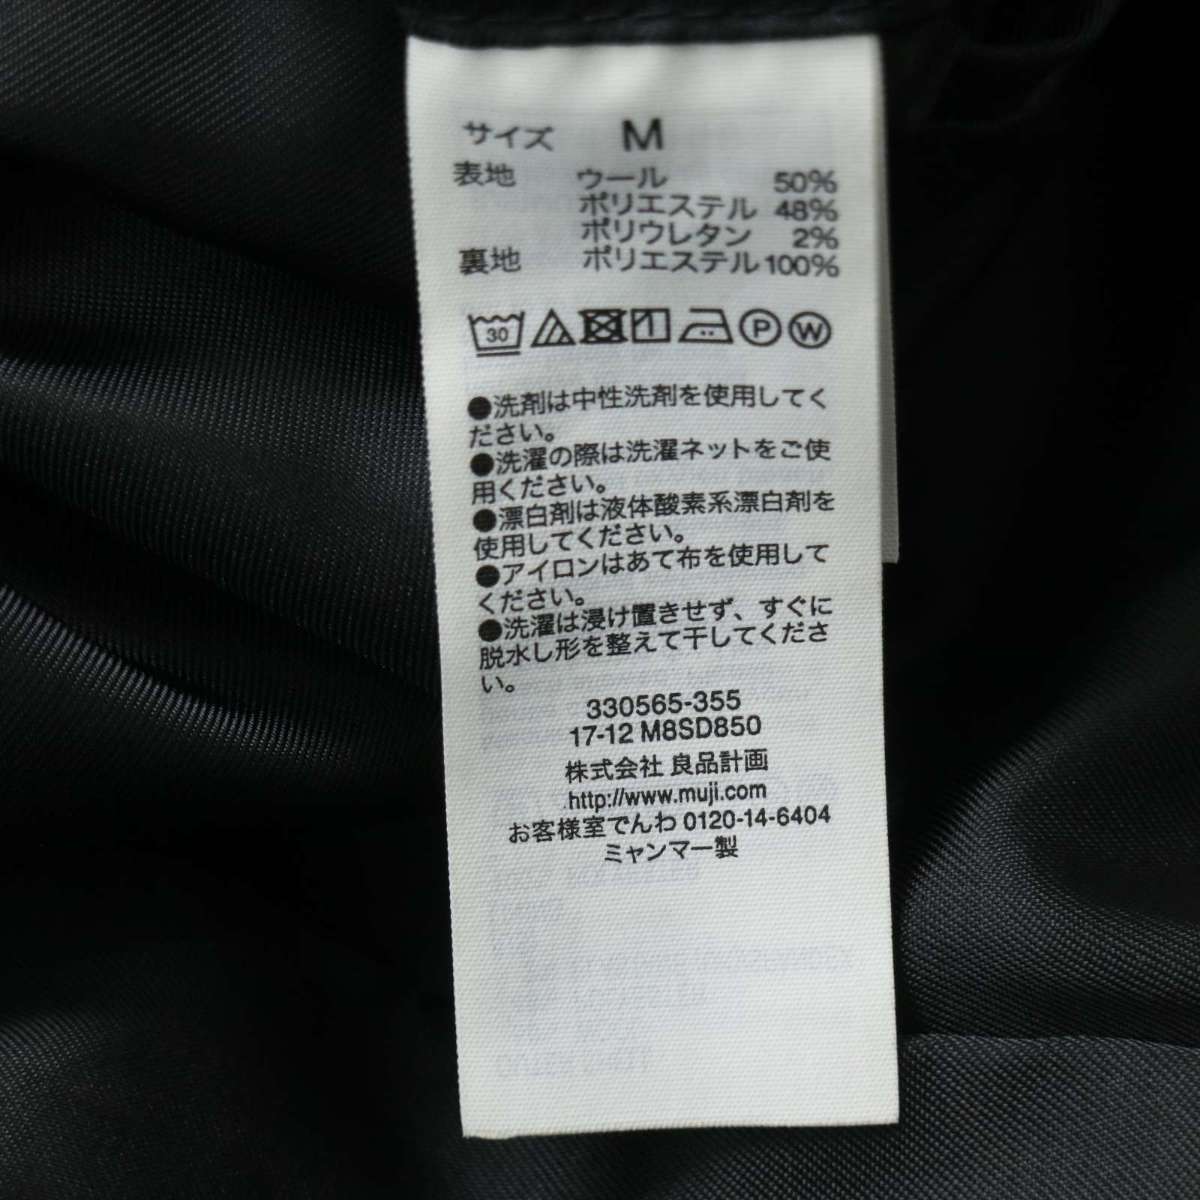 サイズ M
表地 ウール 50%
ポリエステル 48%
ポリウレタン 2%
裏地 ポリエステル 100%
30 P W
●洗剤は中性洗剤を使用してく
ださい。
●洗濯の際は洗濯ネットをご使
用ください。
●漂白剤は液体酸素系漂白剤を
使用してください。
●アイロンはあて布を使用して
ください。
●洗濯は浸け置きせず、すぐに
脱水し形を整えて干してくださ
い。
330565-355
17-12 M8SD850
株式会社 良品計画
http://www.muji.com
お客様室でんわ 0120-14-6404
ミャンマー製